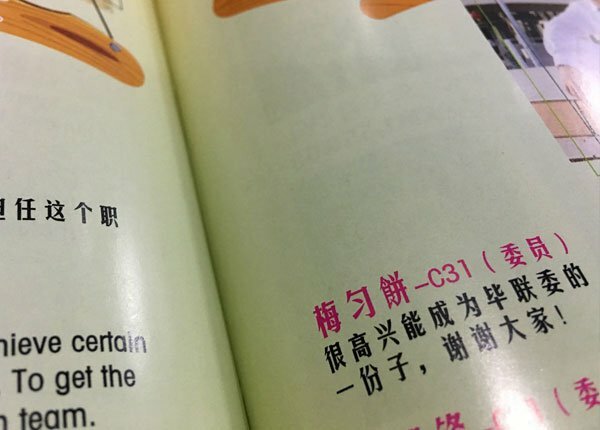 任这个职
hieve certain
To get the
team.
梅匀餅-C31（委员）
很高兴能成为毕联委的
一份子，谢谢大家！